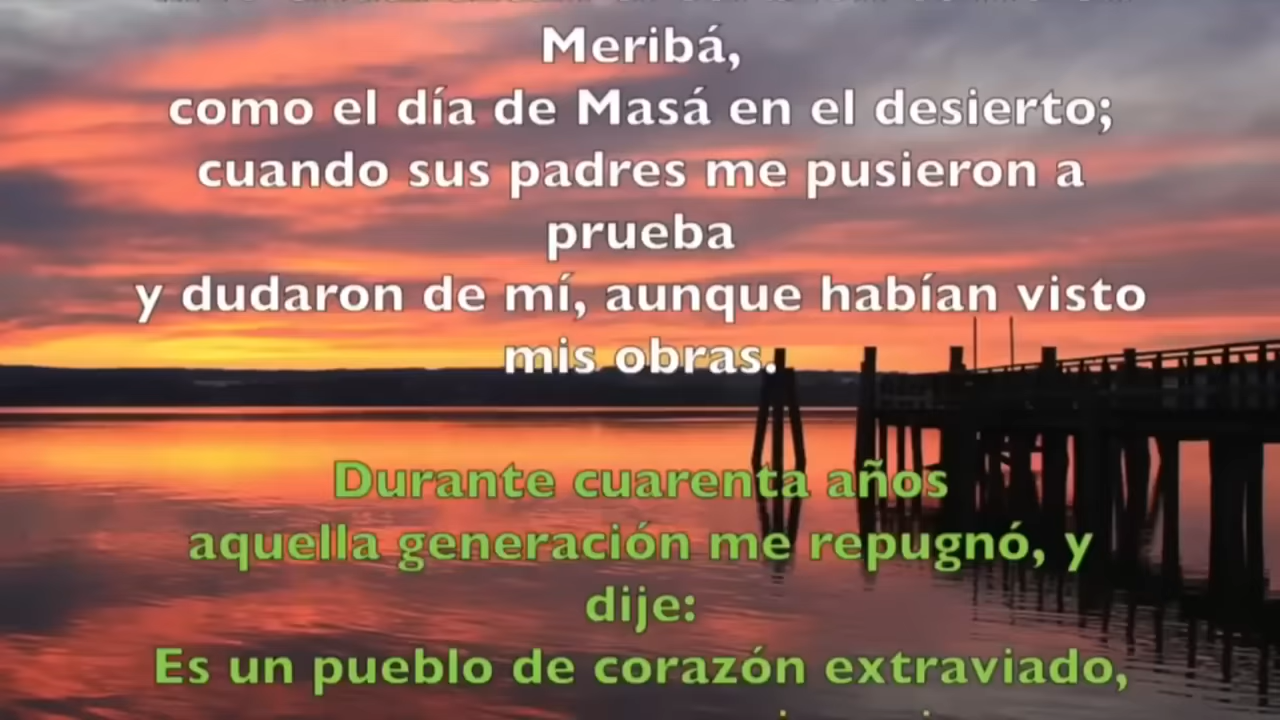 Meribá,
como el día de Masá en el desierto;
cuando sus padres me pusieron a
prueba
y dudaron de mí, aunque habían visto
mis obras.
Durante cuarenta años
aquella generación me repugnó, y
dije:
Es un pueblo de corazón extraviado,